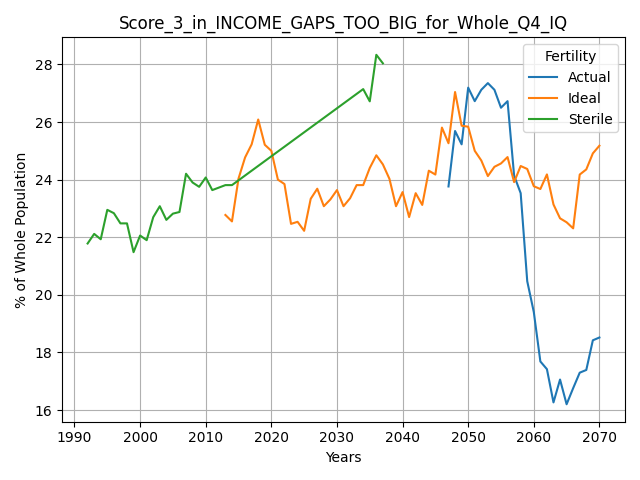 Score_3_in_INCOME_GAPS_TOO_BIG_for_Whole_Q4_IQ
Fertility
Actual
Ideal
Sterile
% of Whole Population
28
26
24
22
20
18
16
1990 2000 2010 2020 2030 2040 2050 2060 2070
Years